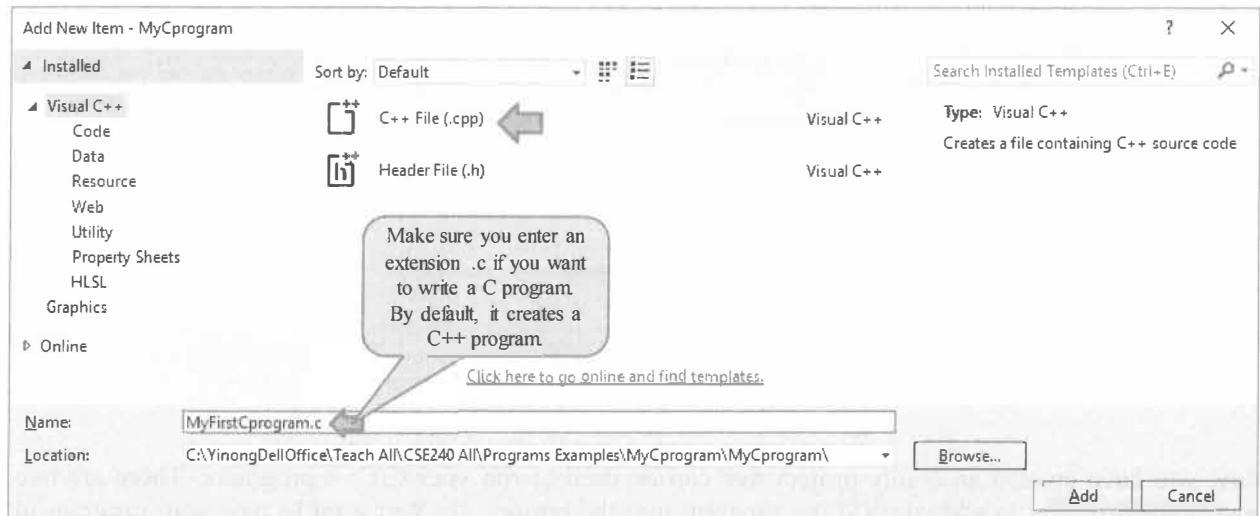 Add New Item - MyCprogram
? ×
Installed
Sort by: Default
Search Installed Templates (Ctrl+E)
Visual C++
Code
Data
Resource
Web
Utility
Property Sheets
HLSL
Graphics
Online
C++ File (.cpp) Visual C++
Header File (.h) Visual C++
Type: Visual C++
Creates a file containing C++ source code
Make sure you enter an
extension .c if you want
to write a C program.
By default, it creates a
C++ program.
Click here to go online and find templates.
Name: MyFirstCprogram.c
Location: C:\YinongDellOffice\Teach All\CSE240 All\Programs Examples\MyCprogram\MyCprogram\
Browse...
Add Cancel